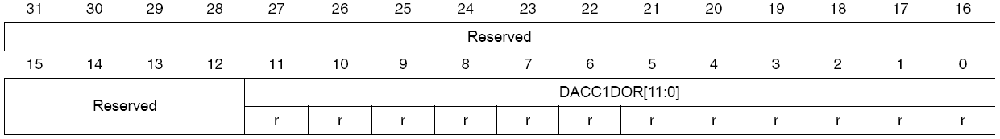 31 30 29 28 27 26 25 24 23 22 21 20 19 18 17 16
Reserved
15 14 13 12 11 10 9 8 7 6 5 4 3 2 1 0
Reserved
DACC1DOR[11:0]
r r r r r r r r r r r r